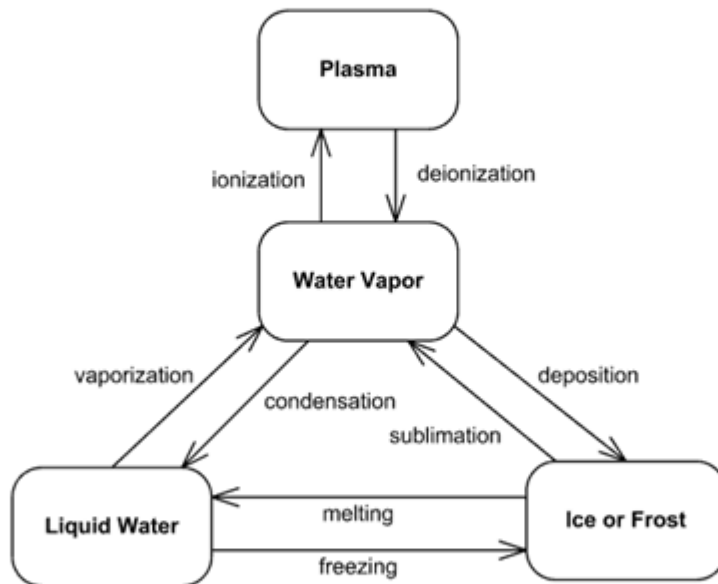 Plasma
ionization
deionization
Water Vapor
vaporization
condensation
deposition
sublimation
Liquid Water
melting
Ice or Frost
freezing